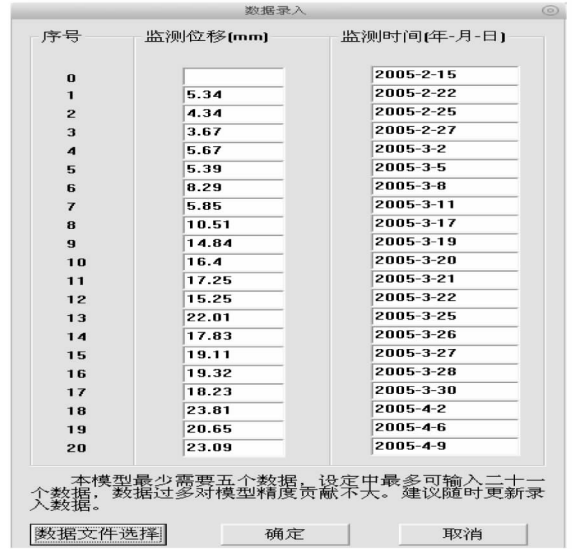 数据录入
序号 监测位移(mm) 监测时间(年-月-日)
0 2005-2-15
1 5.34 2005-2-22
2 4.34 2005-2-25
3 3.67 2005-2-27
4 5.67 2005-3-2
5 5.39 2005-3-5
6 8.29 2005-3-8
7 5.85 2005-3-11
8 10.51 2005-3-17
9 14.84 2005-3-19
10 16.4 2005-3-20
11 17.25 2005-3-21
12 15.25 2005-3-22
13 22.01 2005-3-25
14 17.83 2005-3-26
15 19.11 2005-3-27
16 19.32 2005-3-28
17 18.23 2005-3-30
18 23.81 2005-4-2
19 20.65 2005-4-6
20 23.09 2005-4-9
本模型最少需要五个数据，设定中最多可输入二十一
个数据，数据过多对模型精度贡献不大。建议随时更新录
入数据。
数据文件选择 确定 取消